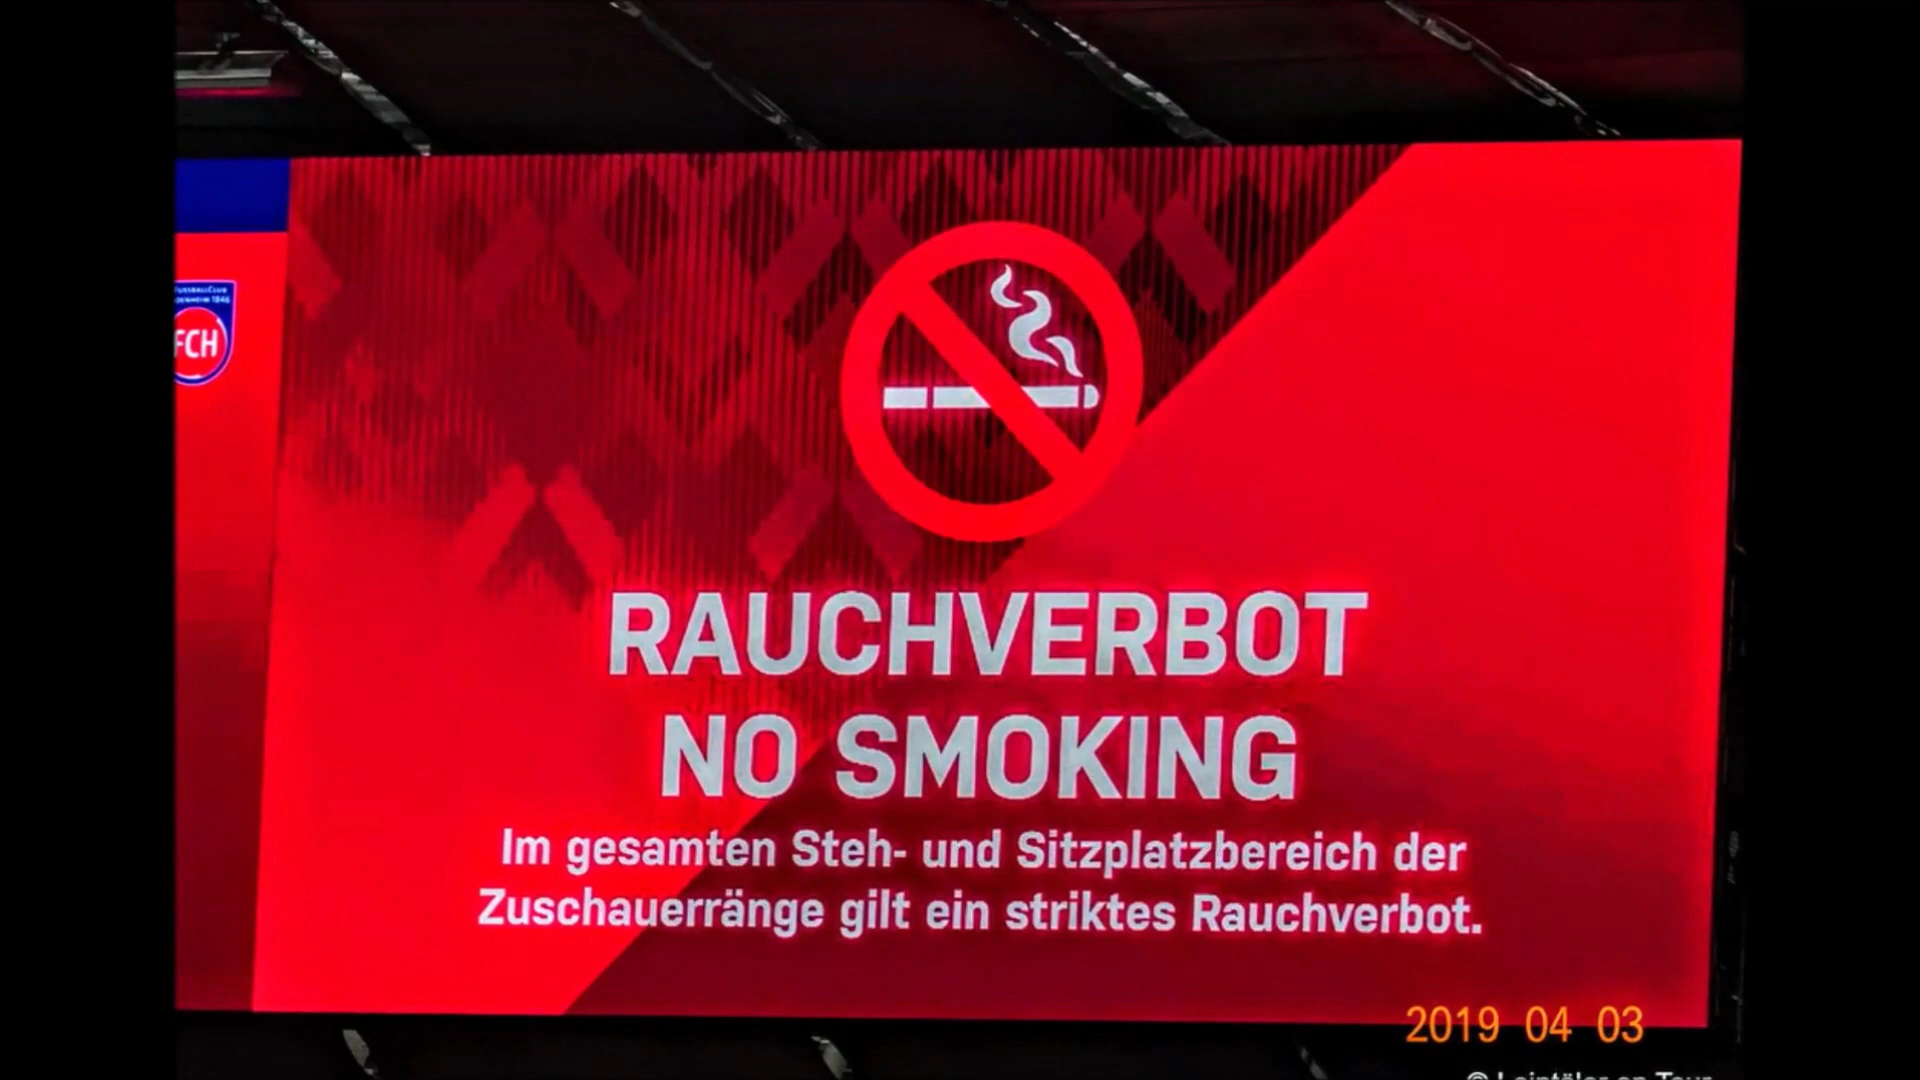 FCH
RAUCHVERBOT
NO SMOKING
Im gesamten Steh- und Sitzplatzbereich der
Zuschauerränge gilt ein striktes Rauchverbot.
2019 04 03